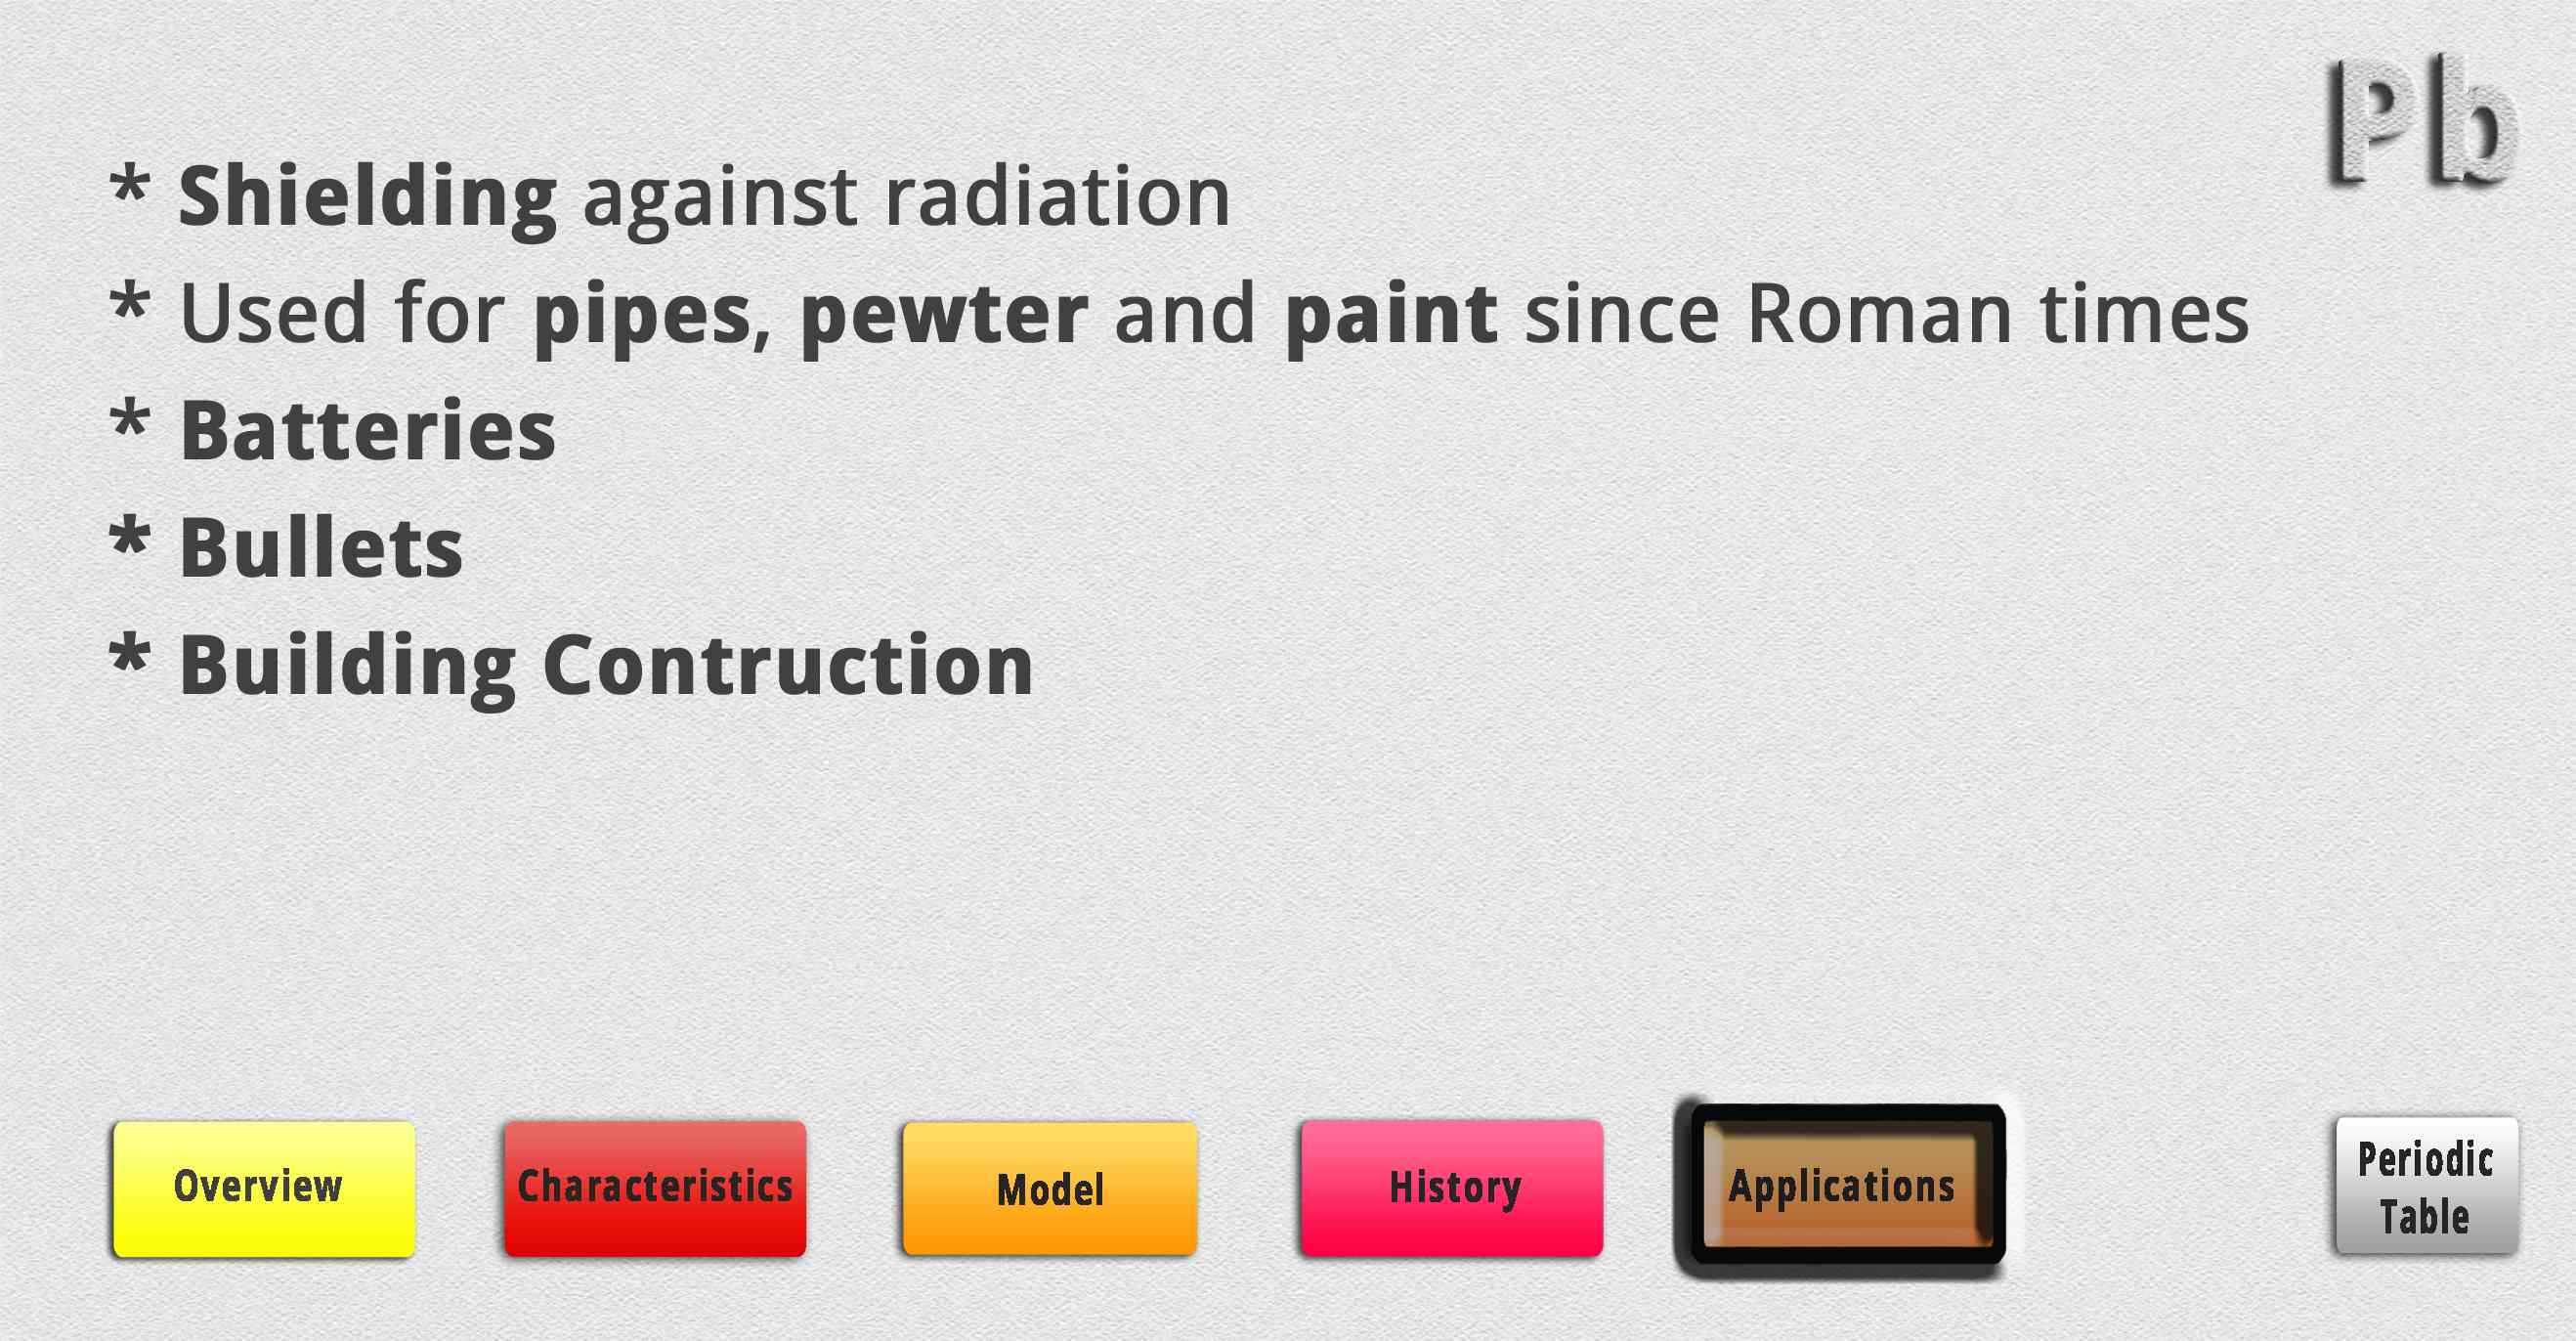 Pb
* Shielding against radiation
* Used for pipes, pewter and paint since Roman times
* Batteries
* Bullets
* Building Contruction
Overview
Characteristics
Model
History
Applications
Periodic
Table